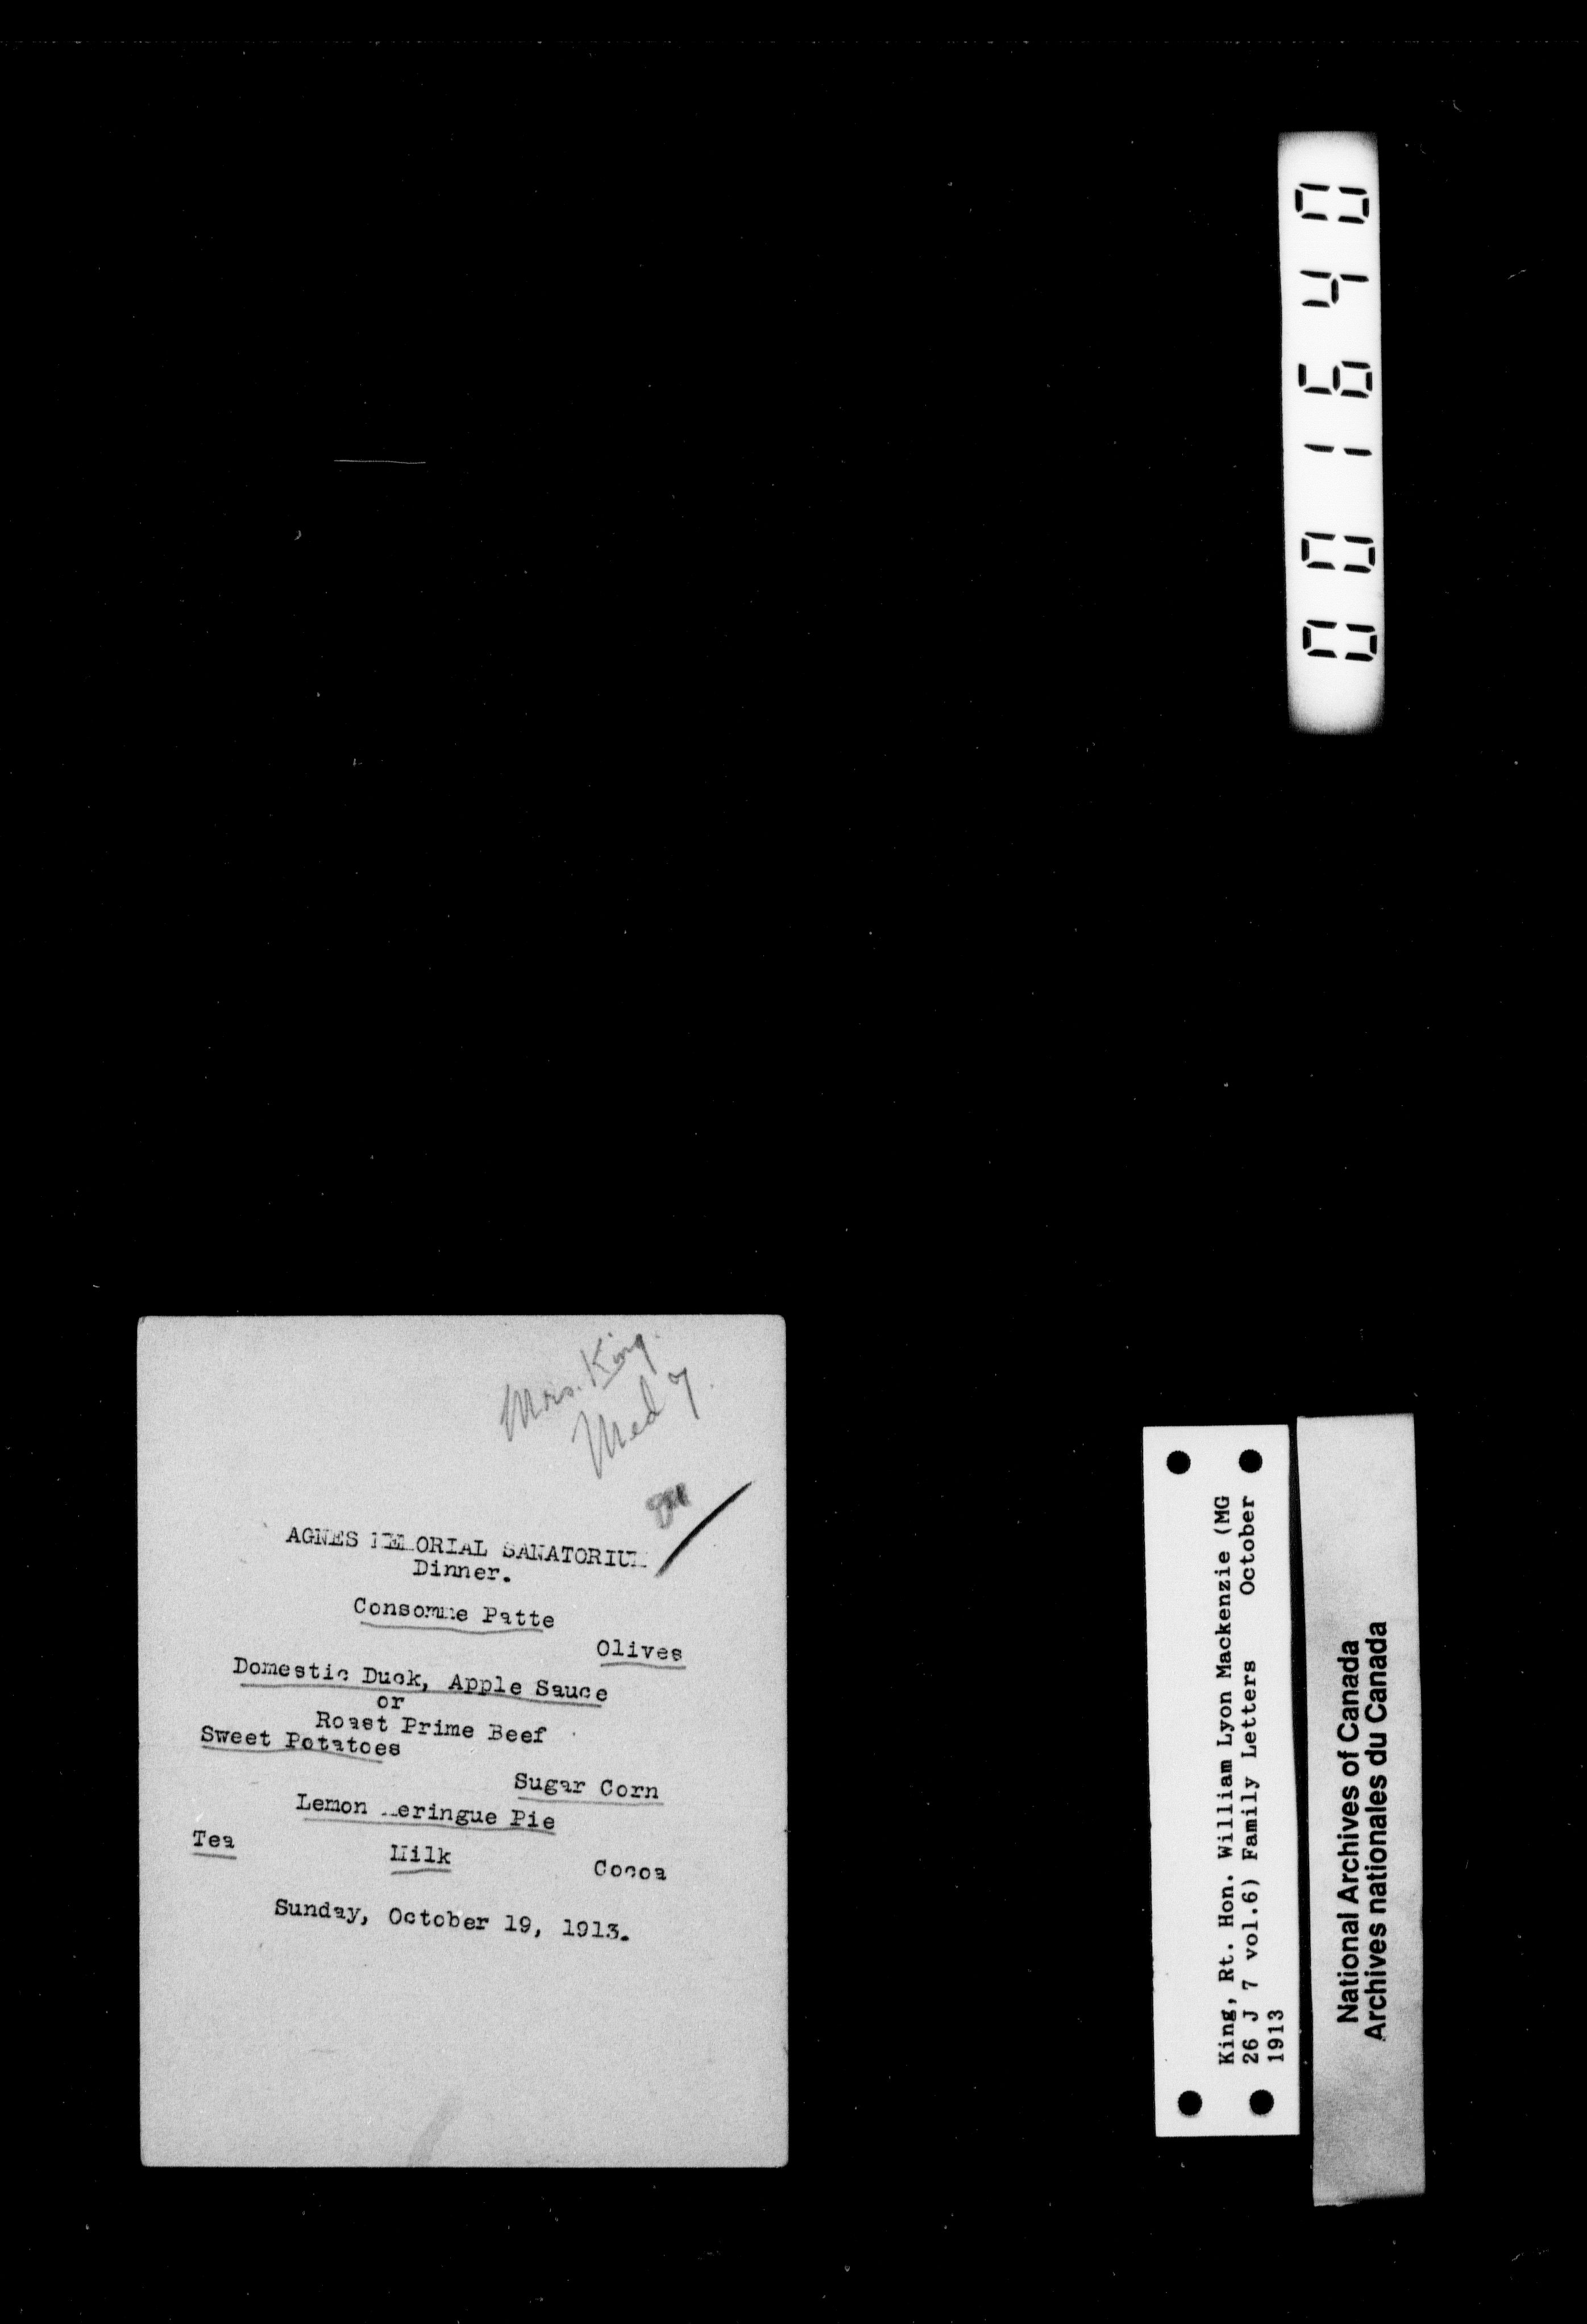 Mrs. King.
Med 7
AGNES MEMORIAL SANATORIUM
Dinner.
Consomme Patte
Olives
Domestic Duck, Apple Sauce
or
Roast Prime Beef
Sweet Potatoes
Sugar Corn
Lemon Meringue Pie
Tea Milk Cocoa
Sunday, October 19, 1913.
001640
King, Rt. Hon. William Lyon Mackenzie (MG
26 J 7 vol.6) Family Letters October
1913
National Archives of Canada
Archives nationales du Canada